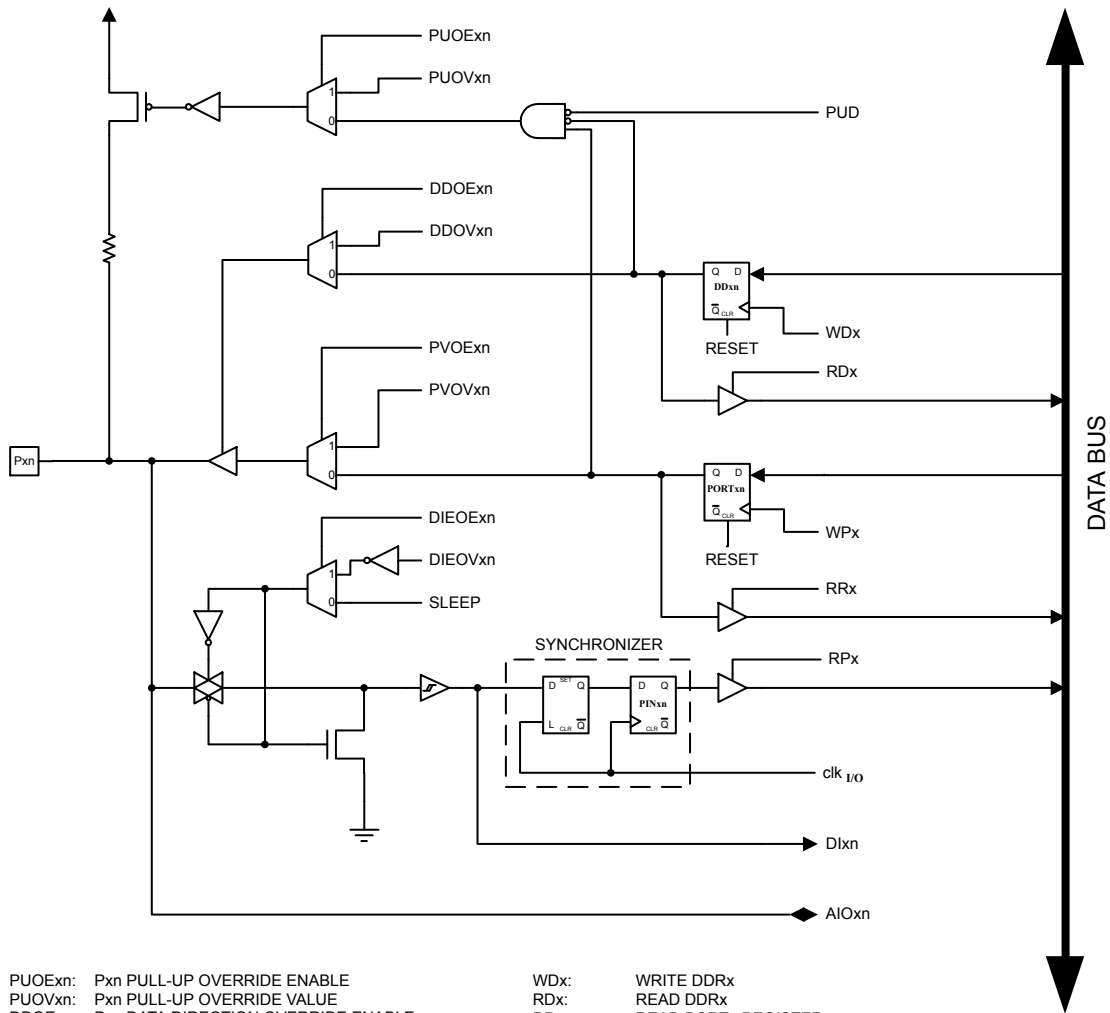 PUOExn
PUOVxn
1
0
PUD
DDOExn
DDOVxn
1
0
Q D
DDxn
Q CLR
WDx
RESET
RDx
PVOExn
PVOVxn
1
0
Pxn
Q D
PORTxn
Q CLR
WPx
RESET
DATA BUS
DIEOExn
DIEOVxn
1
0
SLEEP
RRx
SYNCHRONIZER
RPx
D SET Q
L CLR Q
D Q
PINxn
CLR Q
clk I/O
DIxn
AIOxn
PUOExn: Pxn PULL-UP OVERRIDE ENABLE
PUOVxn: Pxn PULL-UP OVERRIDE VALUE
WDx: WRITE DDRx
RDx: READ DDRx